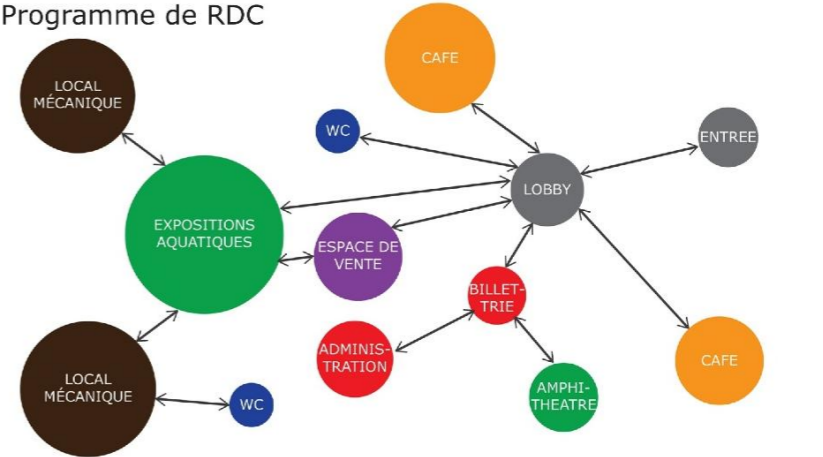 Programme de RDC
CAFE
LOCAL
MÉCANIQUE
WC
ENTREE
LOBBY
EXPOSITIONS
AQUATIQUES
ESPACE DE
VENTE
BILLET-
TRIE
ADMINIS-
TRATION
CAFE
LOCAL
MÉCANIQUE
AMPHI-
THEATRE
WC